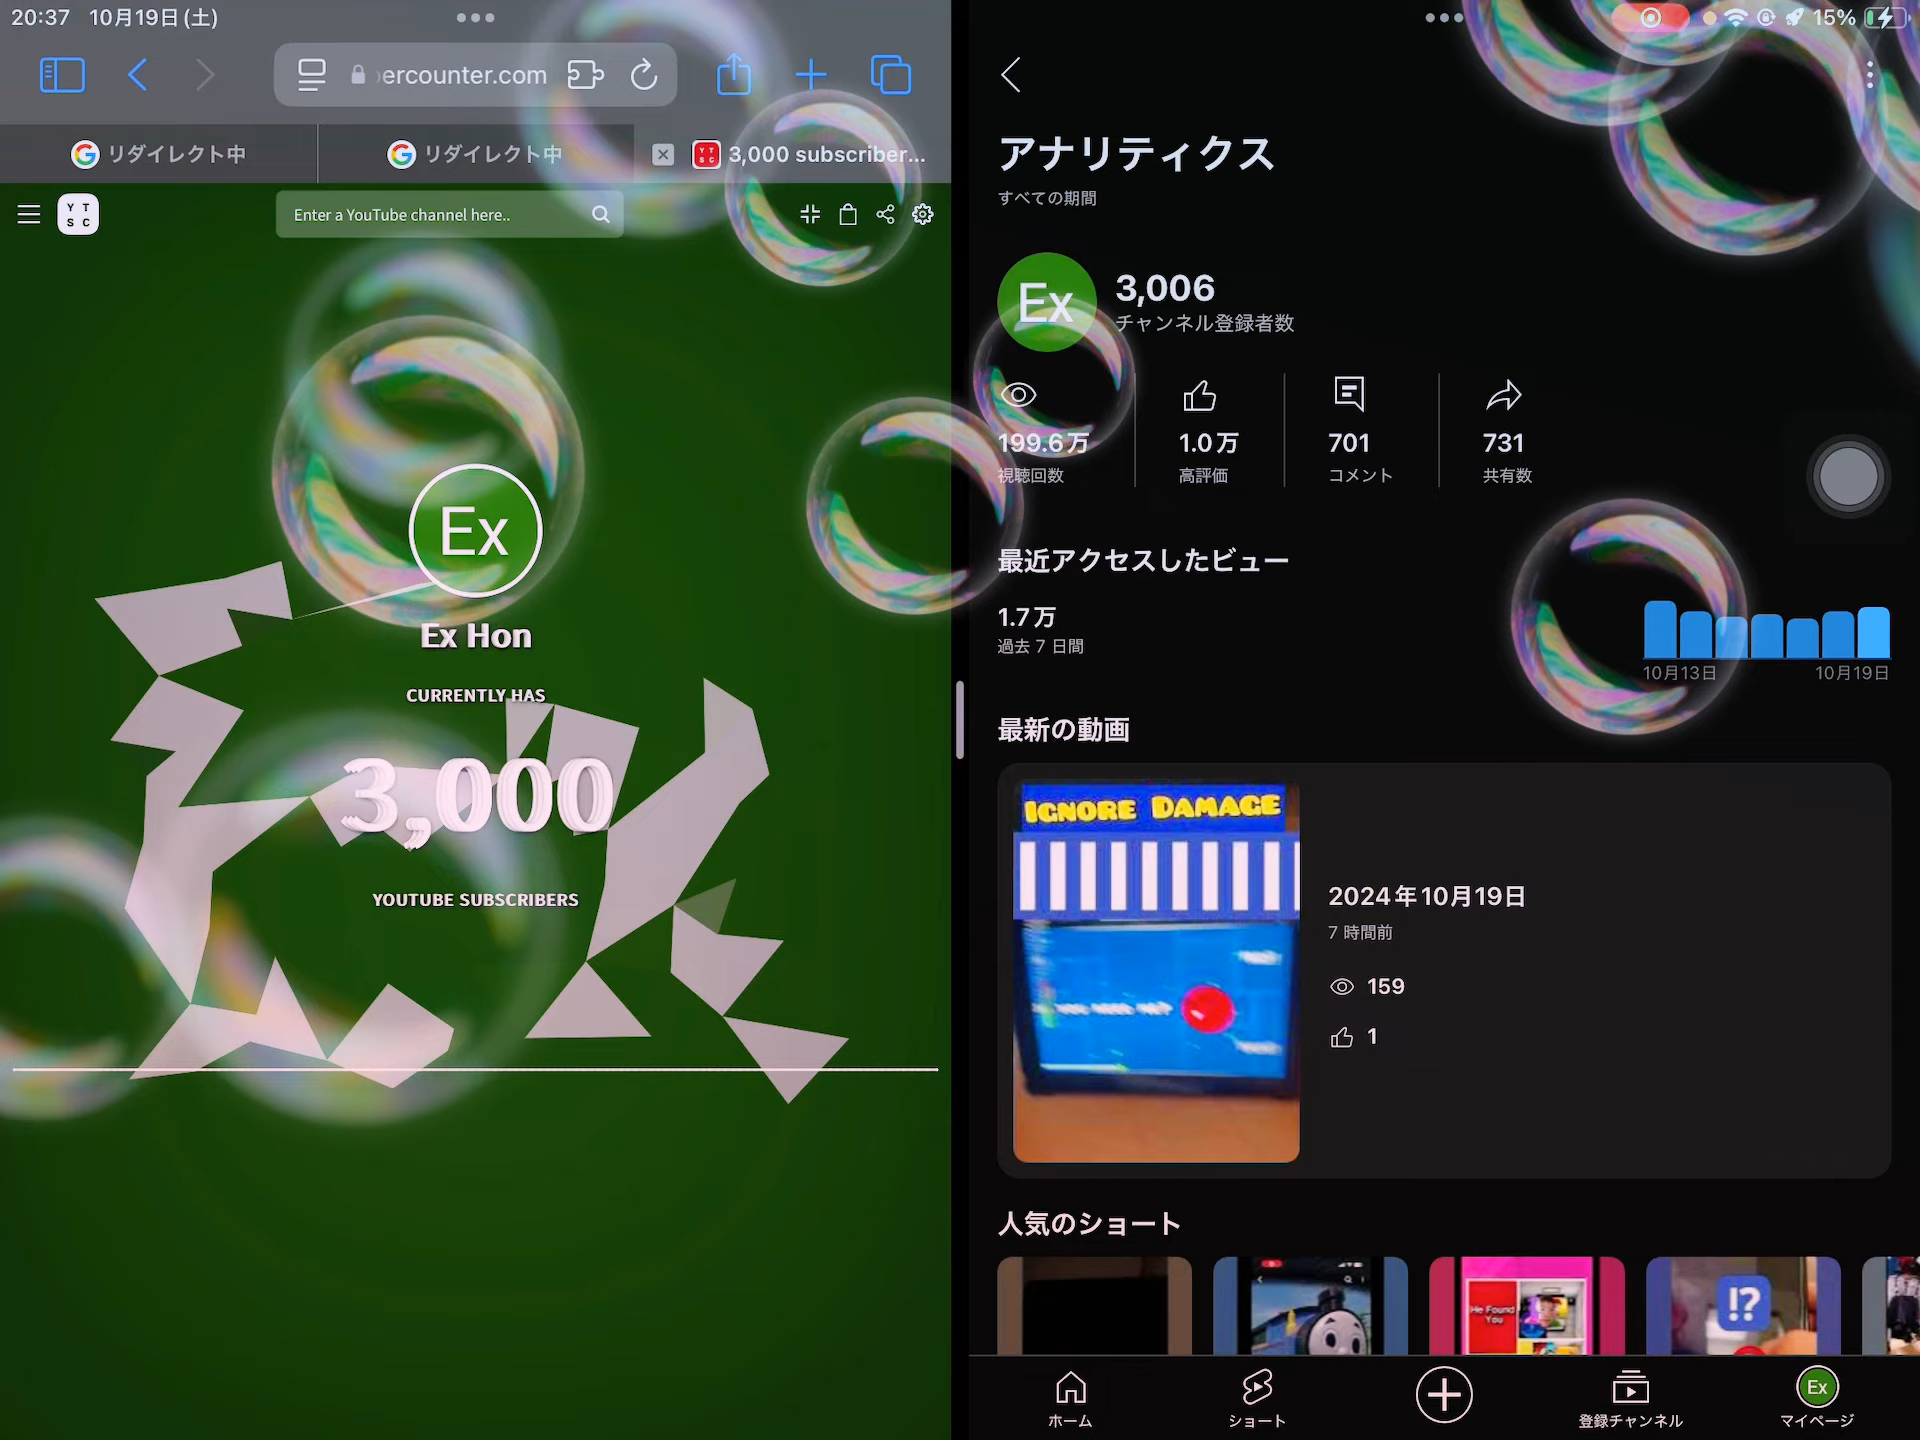 20:37 10月19日(土)
ercounter.com
リダイレクト中
リダイレクト中
3,000 subscriber...
Y T
S C
Enter a YouTube channel here..
Ex
Ex Hon
CURRENTLY HAS
3,000
YOUTUBE SUBSCRIBERS
15%
アナリティクス
すべての期間
Ex
3,006
チャンネル登録者数
199.6万
視聴回数
1.0万
高評価
701
コメント
731
共有数
最近アクセスしたビュー
1.7万
過去 7 日間
10月13日
10月19日
最新の動画
IGNORE DAMAGE
2024年10月19日
7 時間前
159
1
人気のショート
He Found
You
!?
ホーム
ショート
登録チャンネル
Ex
マイページ